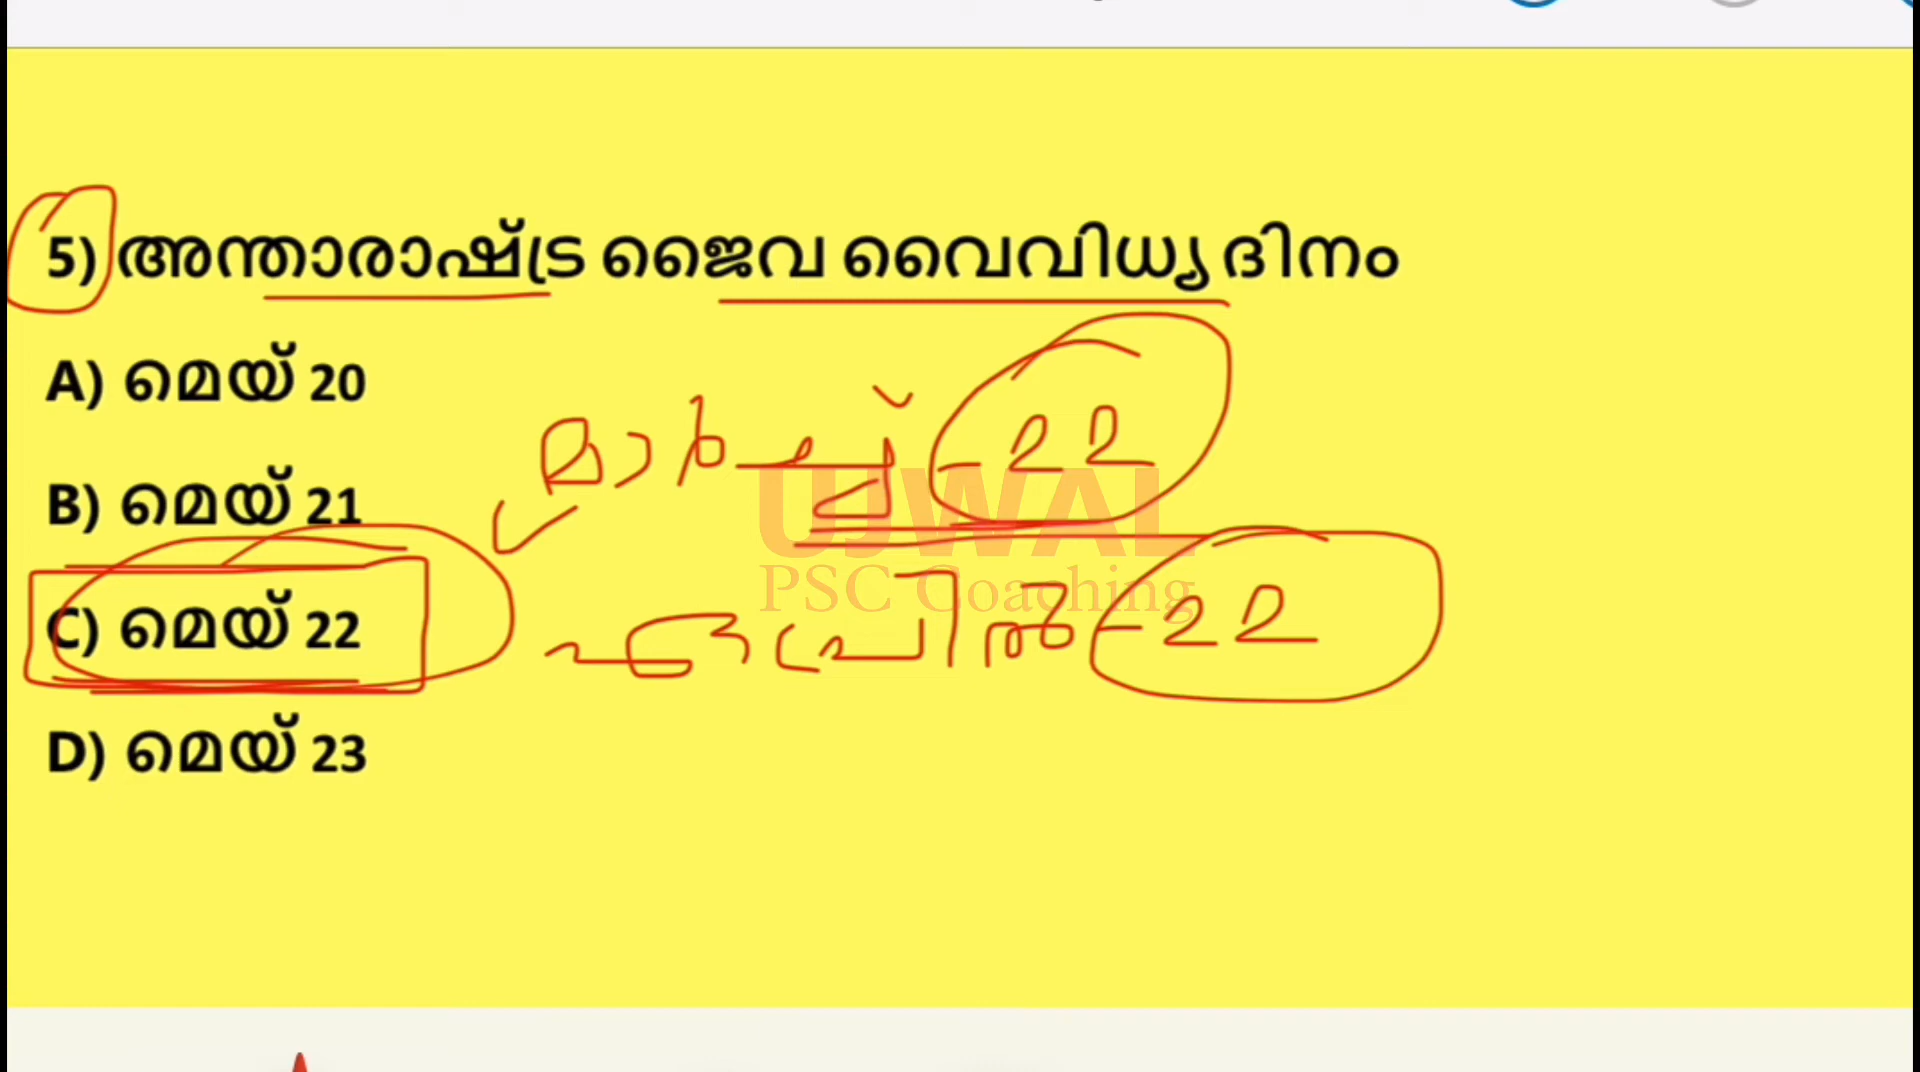 5) അന്താരാഷ്ട്ര ജൈവ വൈവിധ്യ ദിനം
A) മെയ് 20
മാർച്ച് - 22
B) മെയ് 21
UJWAL
PSC Coaching
C) മെയ് 22
ഏപ്രിൽ - 22
D) മെയ് 23